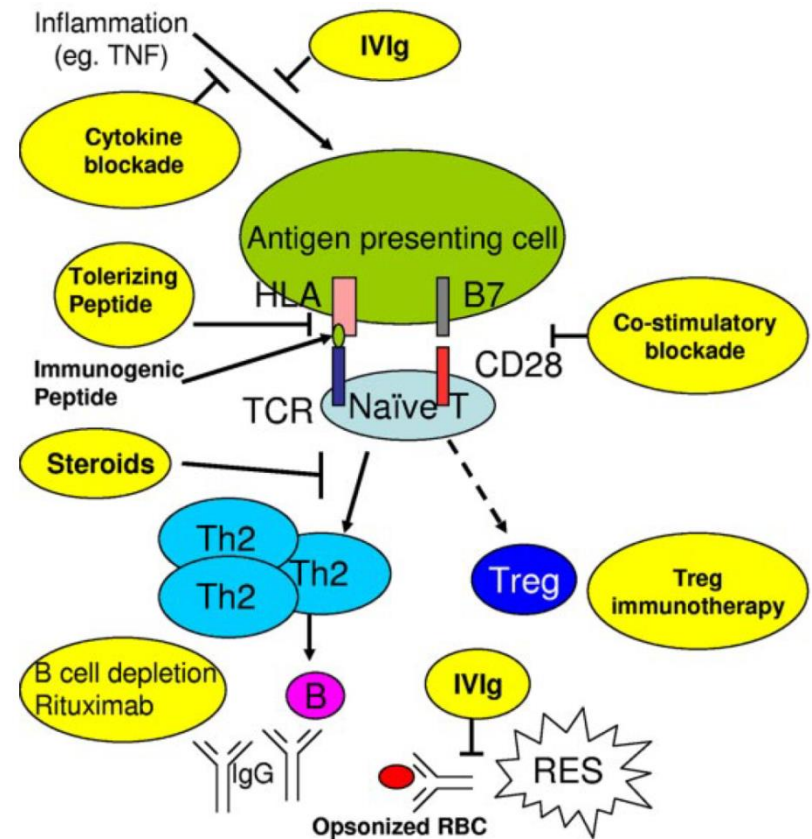 Inflammation
(eg. TNF)
IVIg
Cytokine
blockade
Antigen presenting cell
HLA
B7
Tolerizing
Peptide
Co-stimulatory
blockade
Immunogenic
Peptide
CD28
TCR
Naïve T
Steroids
Th2
Th2
Th2
Treg
Treg
immunotherapy
B cell depletion
Rituximab
B
IVIg
IgG
RES
Opsonized RBC